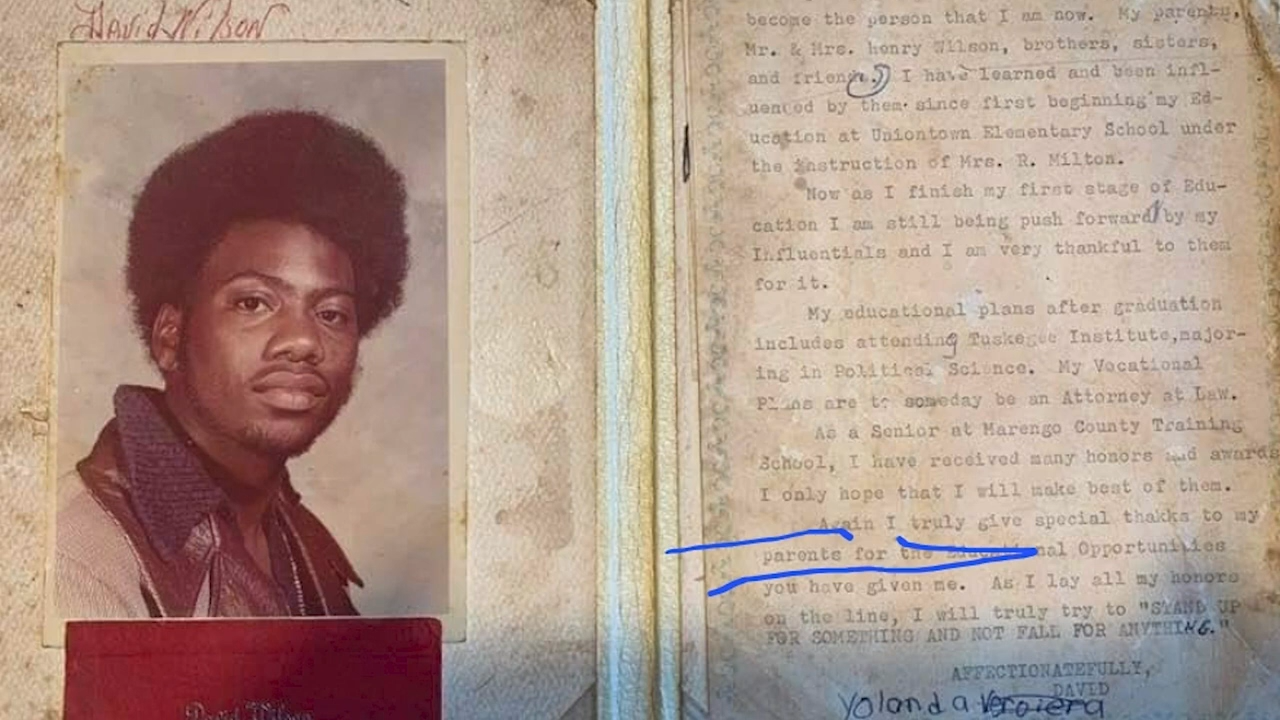 David Wilson
David Wilson
become the person that I am now. My parents,
Mr. & Mrs. henry Wilson, brothers, sisters,
and friend.) I have learned and been infl-
uenced by them since first beginning my Ed-
ucation at Uniontown Elementary School under
the instruction of Mrs. R. Milton.
Now as I finish my first stage of Edu-
cation I am still being push forward by my
Influentials and I am very thankful to them
for it.
My educational plans after graduation
includes attending Tuskegee Institute,major-
ing in Political Science. My Vocational
Plans are to someday be an Attorney at Law.
As a Senior at Marengo County Training
School, I have received many honors and awards
I only hope that I will make best of them.
Again I truly give special thakks to my
parents for the Educational Opportunities
you have given me. As I lay all my honors
on the line, I will truly try to "STAND UP
FOR SOMETHING AND NOT FALL FOR ANYTHING."
AFFECTIONATEFULLY,
DAVID
Yolanda